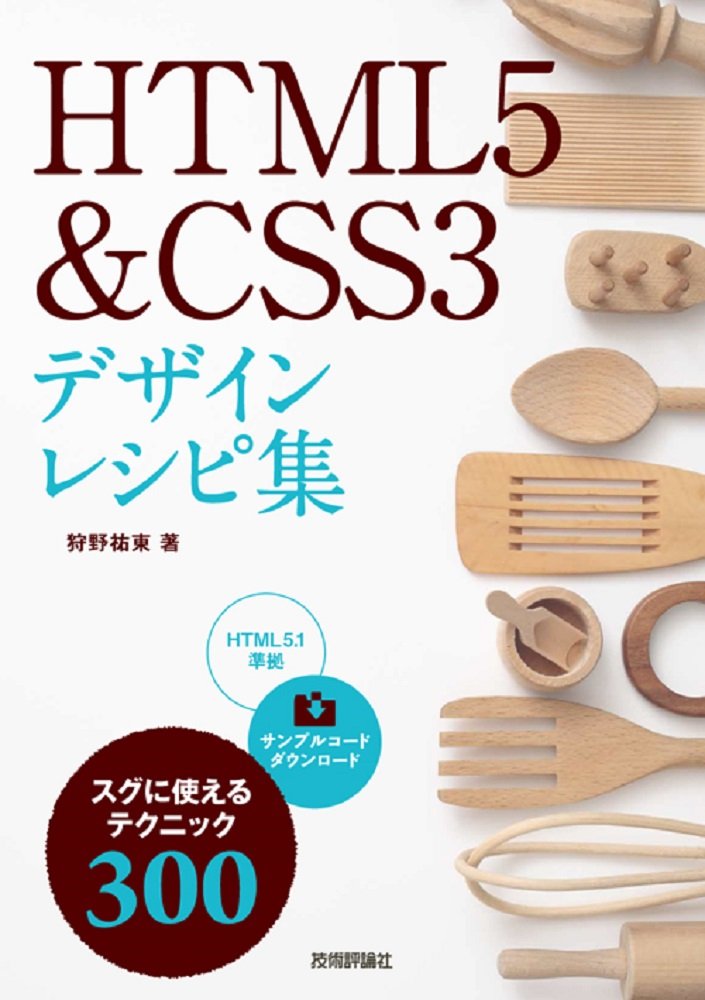 HTML5
&CSS3
デザイン
レシピ集
狩野祐東 著
HTML5.1
準拠
サンプルコード
ダウンロード
スグに使える
テクニック
300
技術評論社